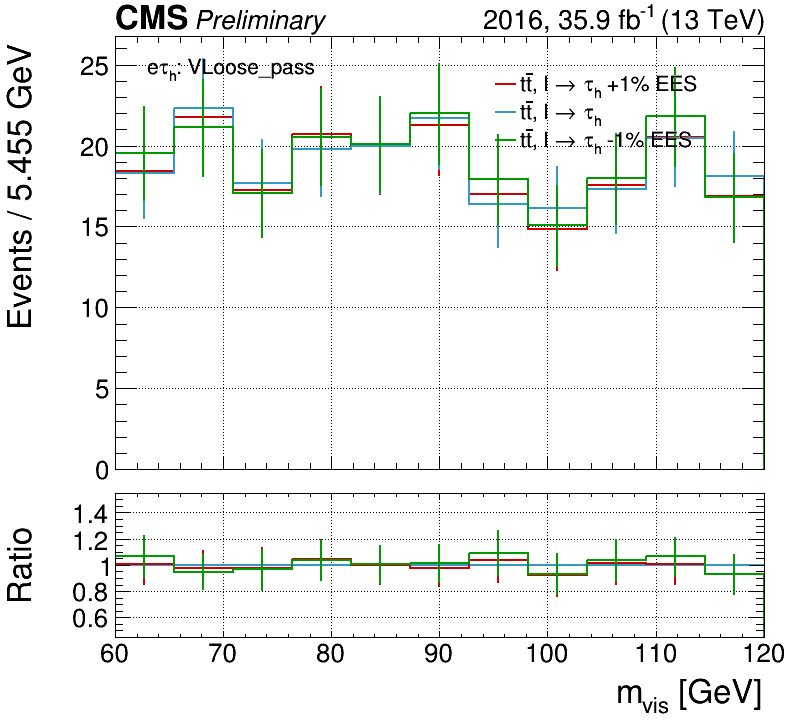 CMS Preliminary 2016, 35.9 fb⁻¹ (13 TeV)
eτₕ: VLoose_pass
tt̄, l → τₕ +1% EES
tt̄, l → τₕ
tt̄, l → τₕ -1% EES
Events / 5.455 GeV
25
20
15
10
5
0
Ratio
1.4
1.2
1
0.8
0.6
60 70 80 90 100 110 120
m_vis [GeV]